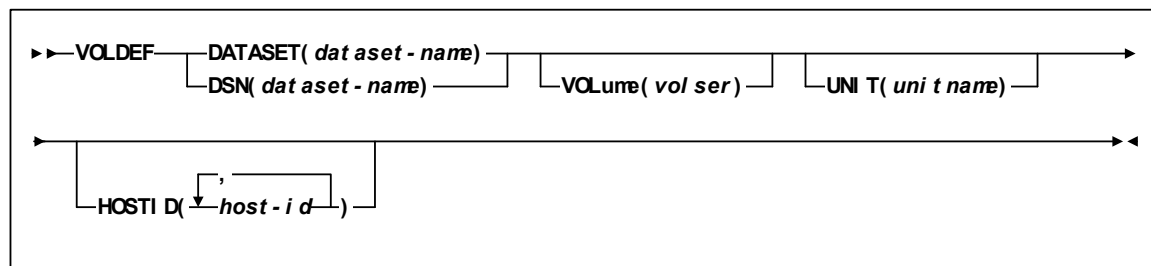 VOLDEF DATASET(dataset-name) VOLume(volser) UNIT(unitname)
DSN(dataset-name)
HOSTID(host-id)
,